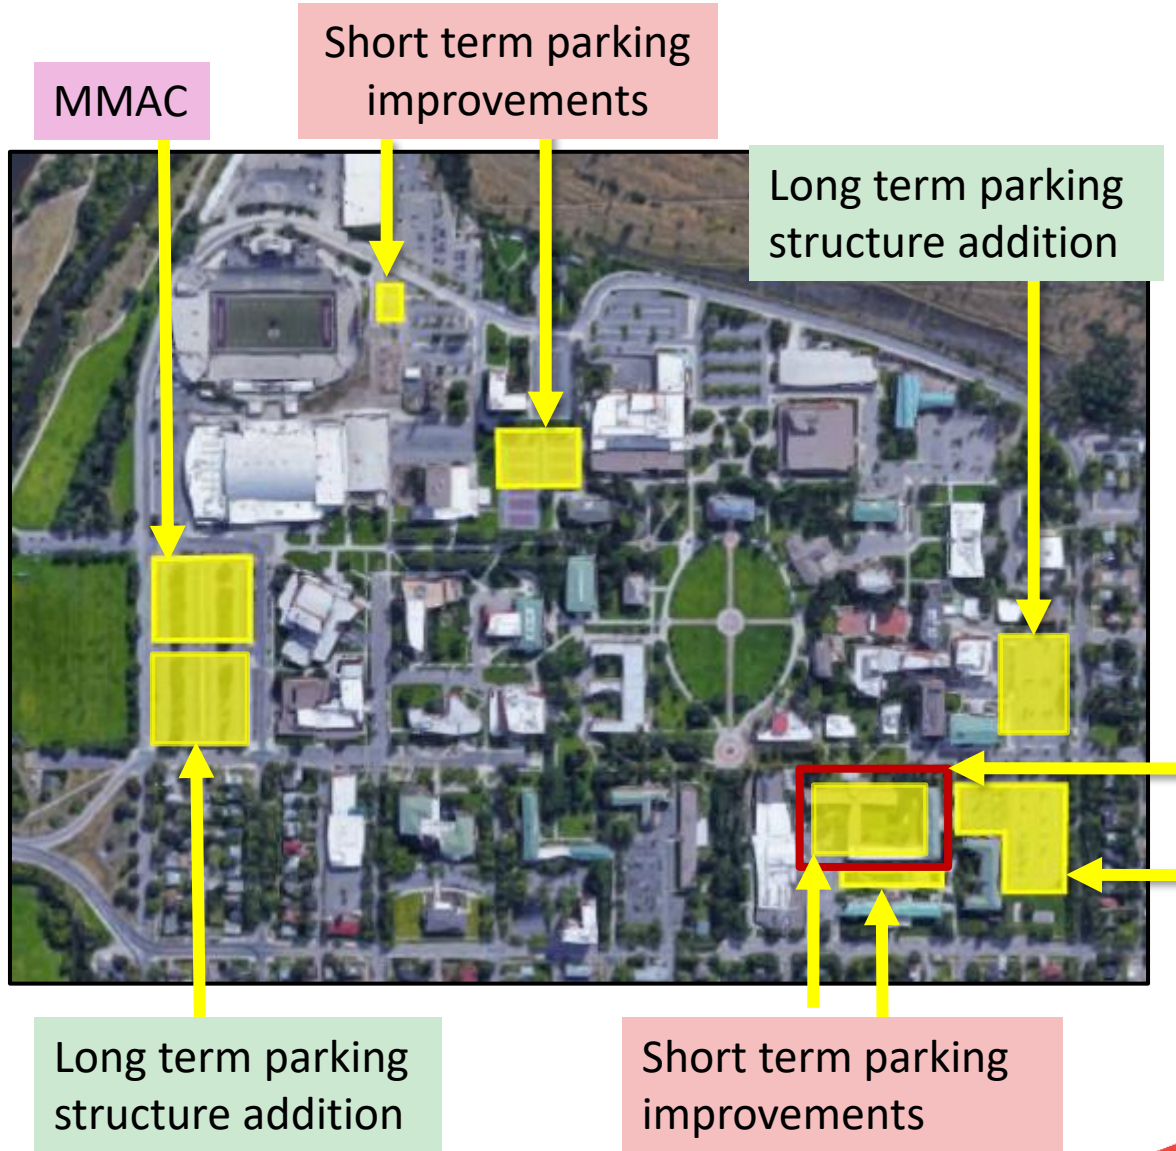 Short term parking
improvements
MMAC
Long term parking
structure addition
Long term parking
structure addition
Short term parking
improvements